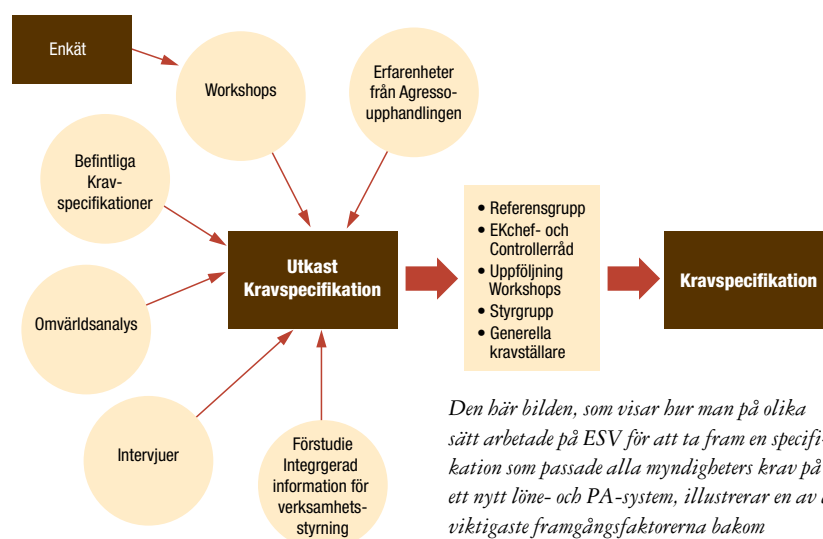 Enkät
Workshops
Erfarenheter
från Agresso-
upphandlingen
Befintliga
Krav-
specifikationer
Omvärldsanalys
Intervjuer
Förstudie
Integrgerad
information för
verksamhets-
styrning
Utkast
Kravspecifikation
• Referensgrupp
• EKchef- och
Controllerråd
• Uppföljning
Workshops
• Styrgrupp
• Generella
kravställare
Kravspecifikation
Den här bilden, som visar hur man på olika
sätt arbetade på ESV för att ta fram en specifi-
kation som passade alla myndigheters krav på
ett nytt löne- och PA-system, illustrerar en av
viktigaste framgångsfaktorerna bakom